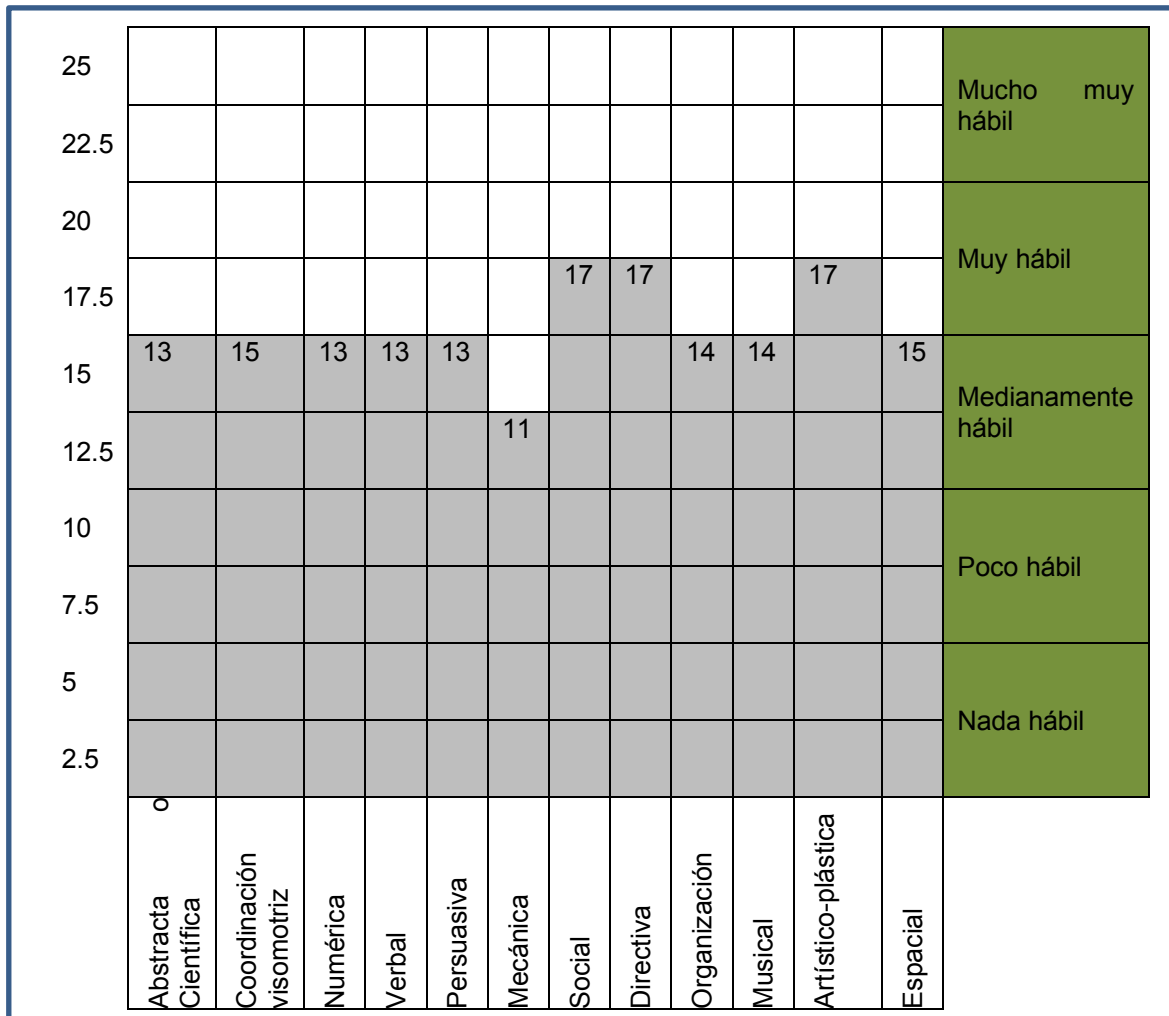 25
Mucho muy
hábil
22.5
20
Muy hábil
17 17 17
17.5
13 15 13 13 13 14 14 15
15
Medianamente
hábil
11
12.5
10
Poco hábil
7.5
5
Nada hábil
2.5
Abstracta o
Científica
Coordinación
visomotriz
Numérica
Verbal
Persuasiva
Mecánica
Social
Directiva
Organización
Musical
Artístico-plástica
Espacial